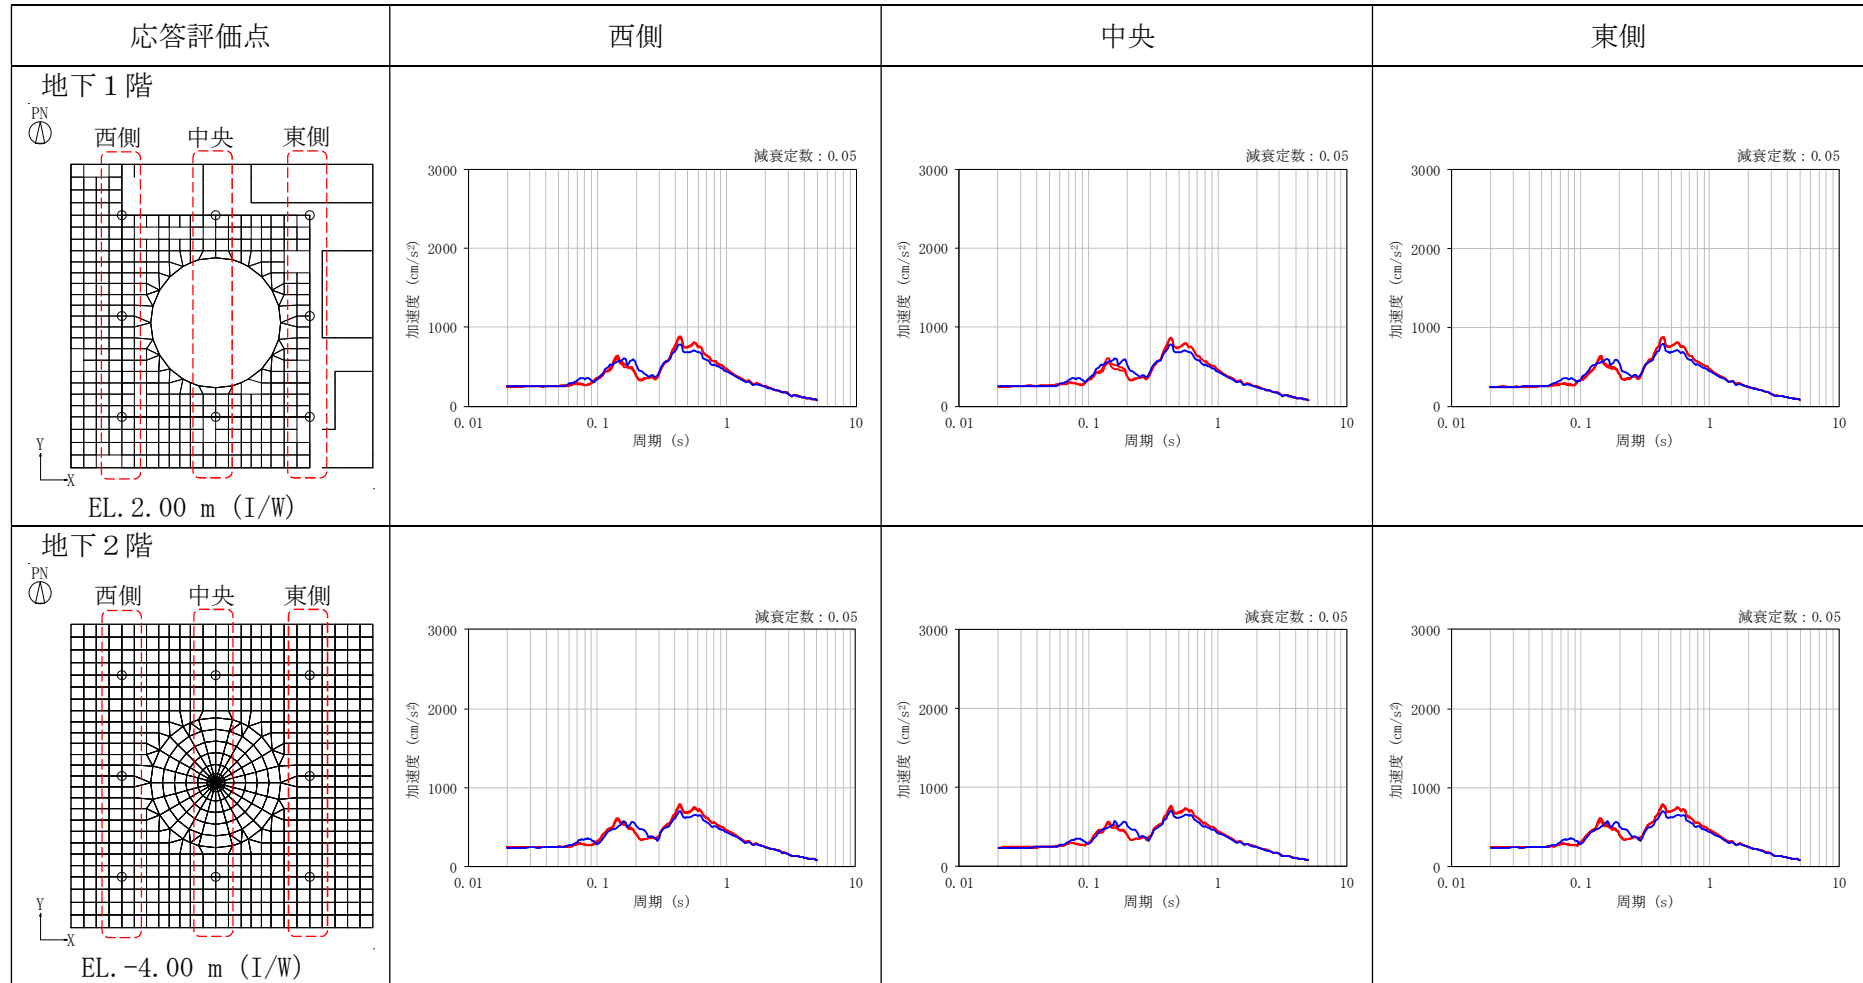 応答評価点 西側 中央 東側
地下1階
PN
西側 中央 東側
Y
X
EL.2.00 m (I/W)
減衰定数:0.05
加速度 (cm/s²)
3000
2000
1000
0
0.01 0.1 1 10
周期 (s)
減衰定数:0.05
加速度 (cm/s²)
3000
2000
1000
0
0.01 0.1 1 10
周期 (s)
減衰定数:0.05
加速度 (cm/s²)
3000
2000
1000
0
0.01 0.1 1 10
周期 (s)
地下2階
PN
西側 中央 東側
Y
X
EL.-4.00 m (I/W)
減衰定数:0.05
加速度 (cm/s²)
3000
2000
1000
0
0.01 0.1 1 10
周期 (s)
減衰定数:0.05
加速度 (cm/s²)
3000
2000
1000
0
0.01 0.1 1 10
周期 (s)
減衰定数:0.05
加速度 (cm/s²)
3000
2000
1000
0
0.01 0.1 1 10
周期 (s)